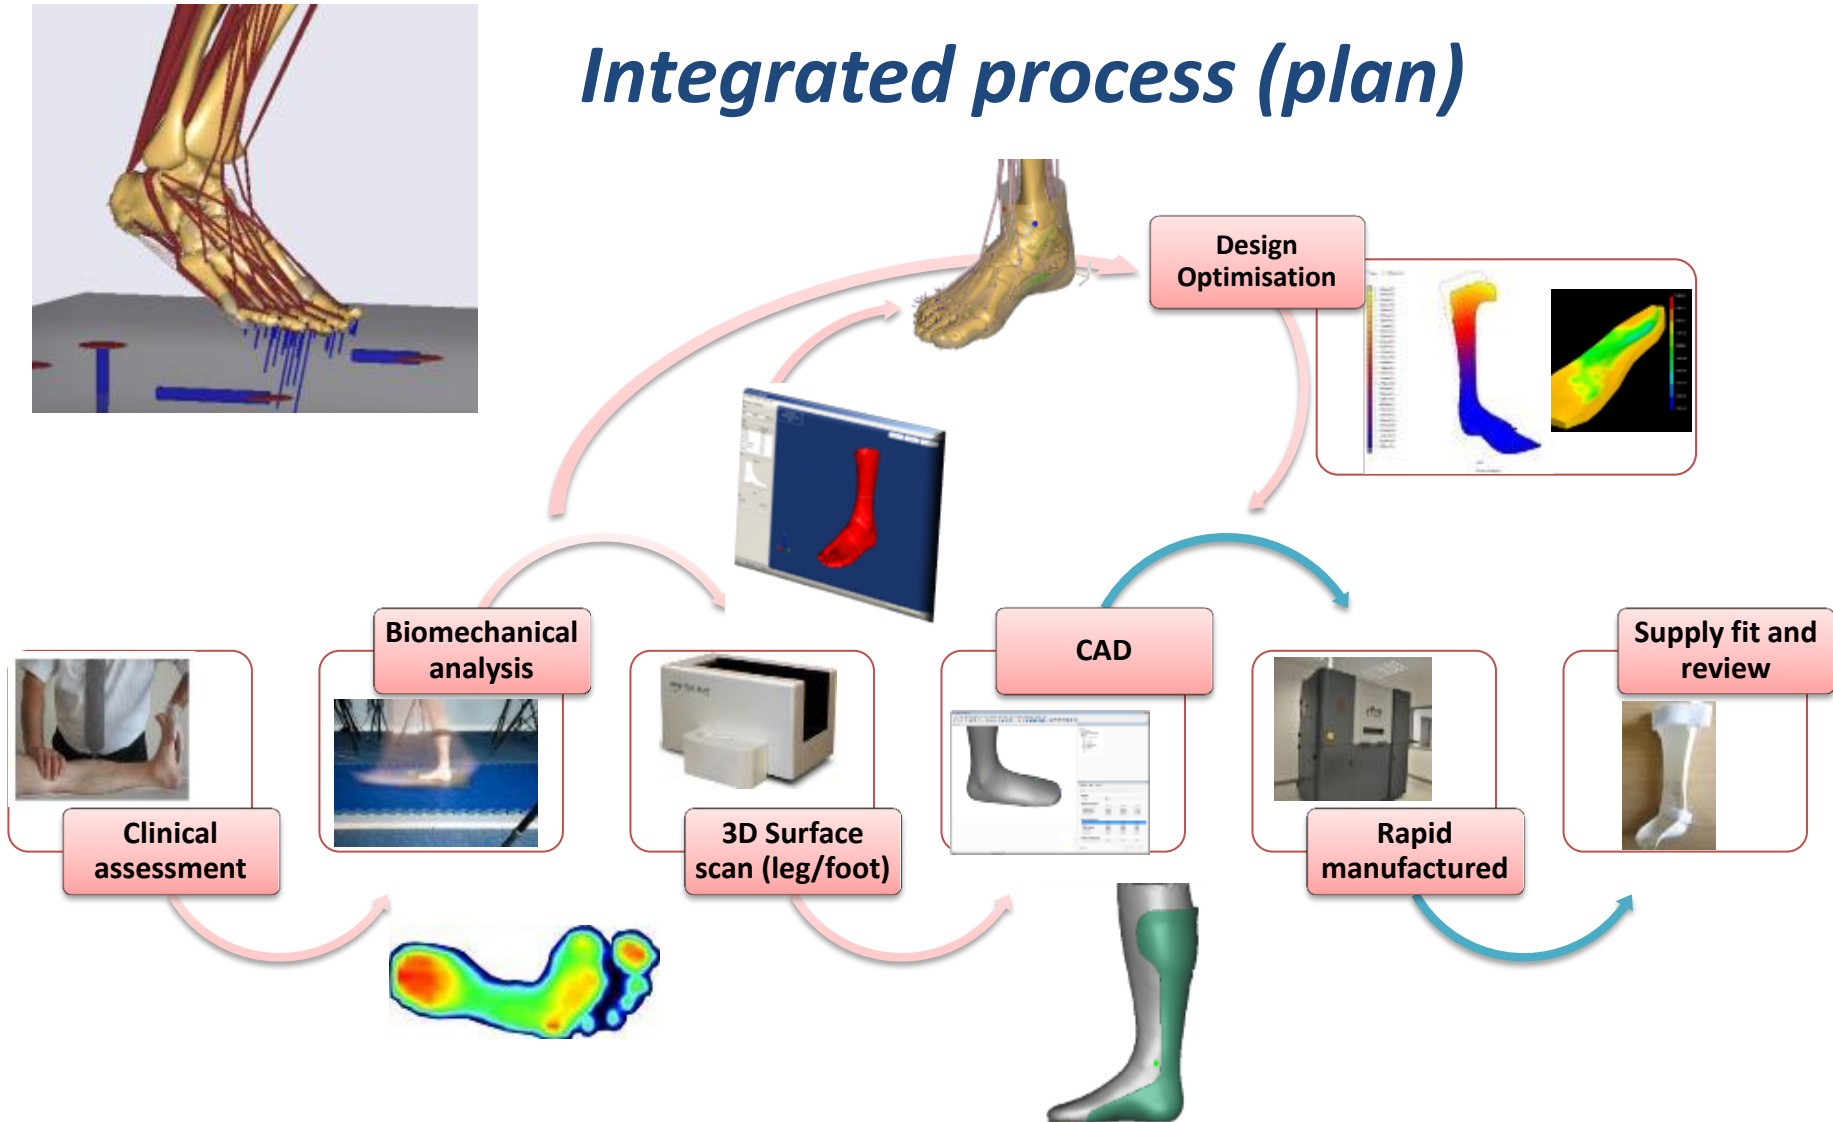 Integrated process (plan)
Design
Optimisation
Biomechanical
analysis
CAD
Supply fit and
review
Clinical
assessment
3D Surface
scan (leg/foot)
Rapid
manufactured